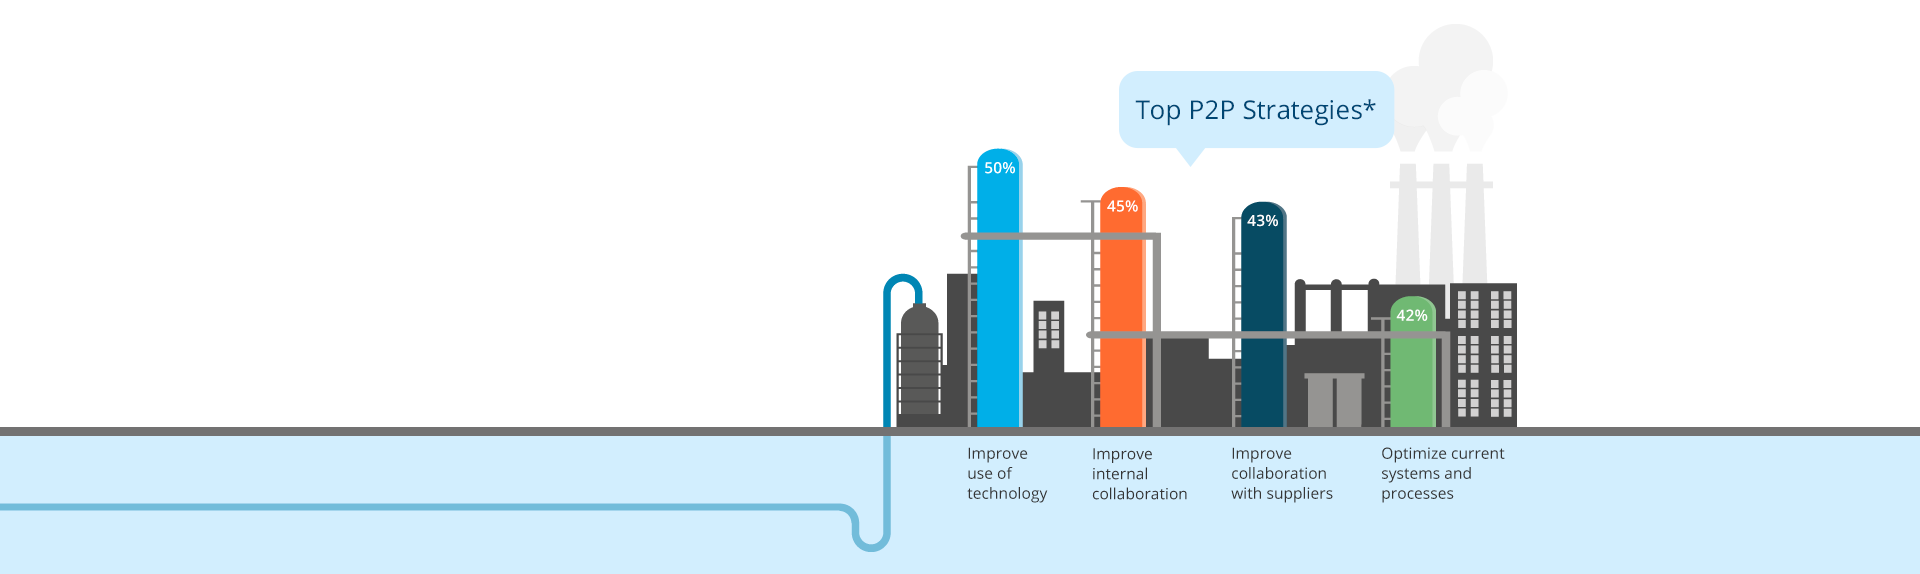 Top P2P Strategies*
50%
45%
43%
42%
Improve
use of
technology
Improve
internal
collaboration
Improve
collaboration
with suppliers
Optimize current
systems and
processes